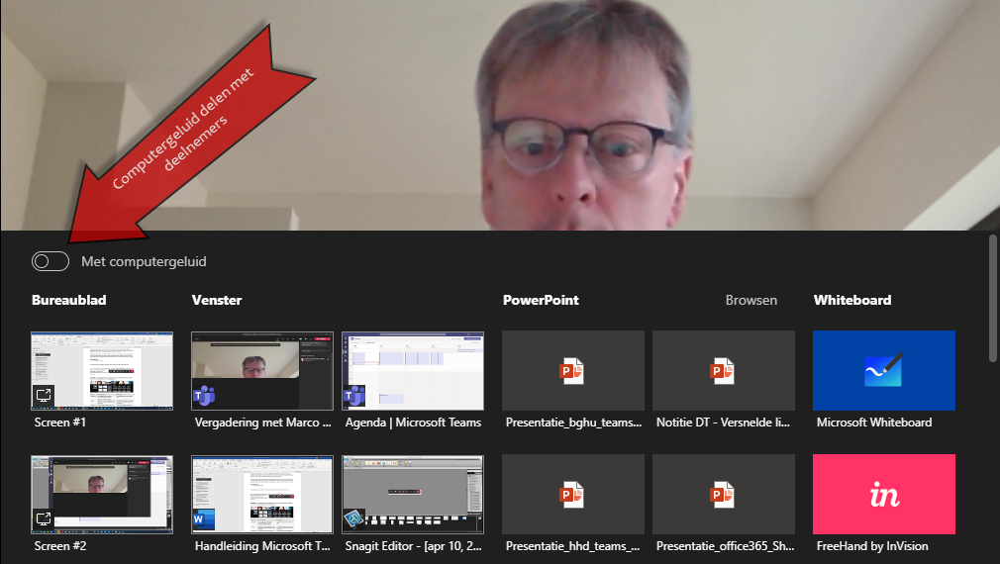 Computergeluid delen met
deelnemers
Met computergeluid
Bureaublad
Venster
PowerPoint
Browsen
Whiteboard
Screen #1
Vergadering met Marco ...
Agenda | Microsoft Teams
Presentatie_bghu_teams...
Notitie DT - Versnelde li...
Microsoft Whiteboard
Screen #2
Handleiding Microsoft T...
Snagit Editor - [apr 10, 2...
Presentatie_hhd_teams_...
Presentatie_office365_Sh...
in
FreeHand by InVision